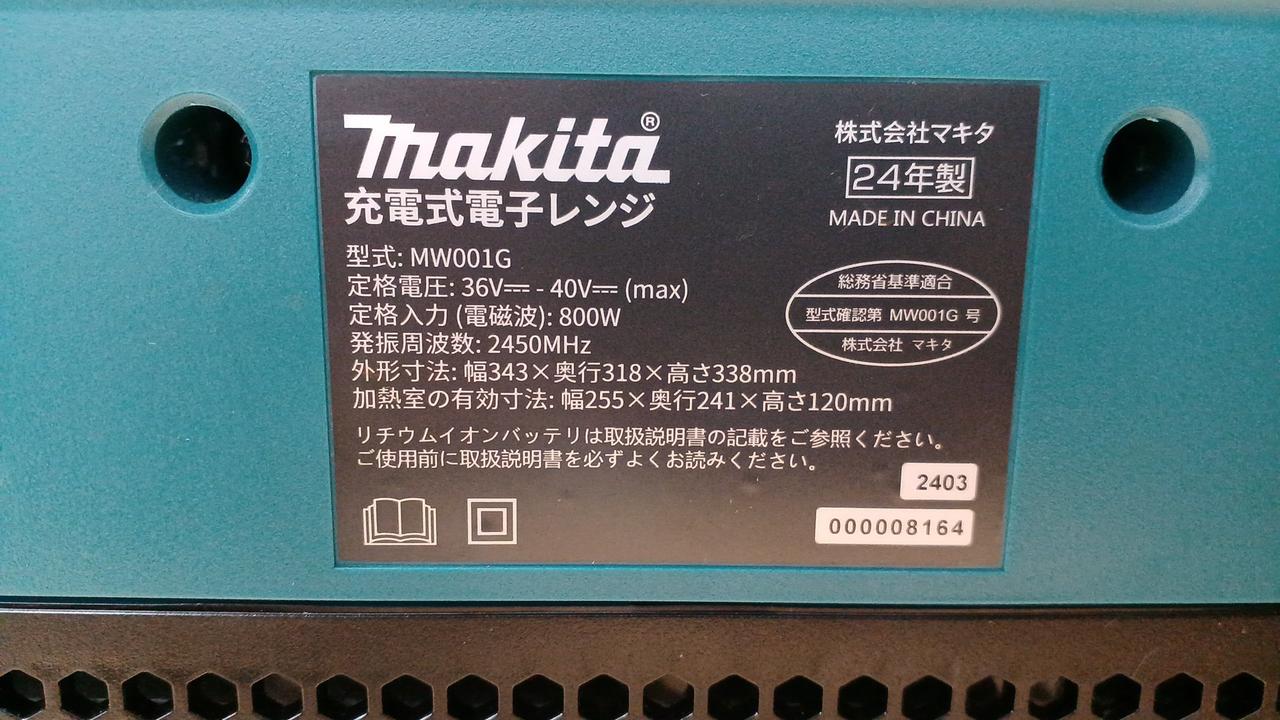 makita®
充電式電子レンジ
株式会社マキタ
24年製
MADE IN CHINA
型式: MW001G
定格電圧: 36V⎓ - 40V⎓ (max)
定格入力 (電磁波): 800W
発振周波数: 2450MHz
外形寸法: 幅343×奥行318×高さ338mm
加熱室の有効寸法: 幅255×奥行241×高さ120mm
総務省基準適合
型式確認第 MW001G 号
株式会社 マキタ
リチウムイオンバッテリは取扱説明書の記載をご参照ください。
ご使用前に取扱説明書を必ずよくお読みください。
2403
000008164